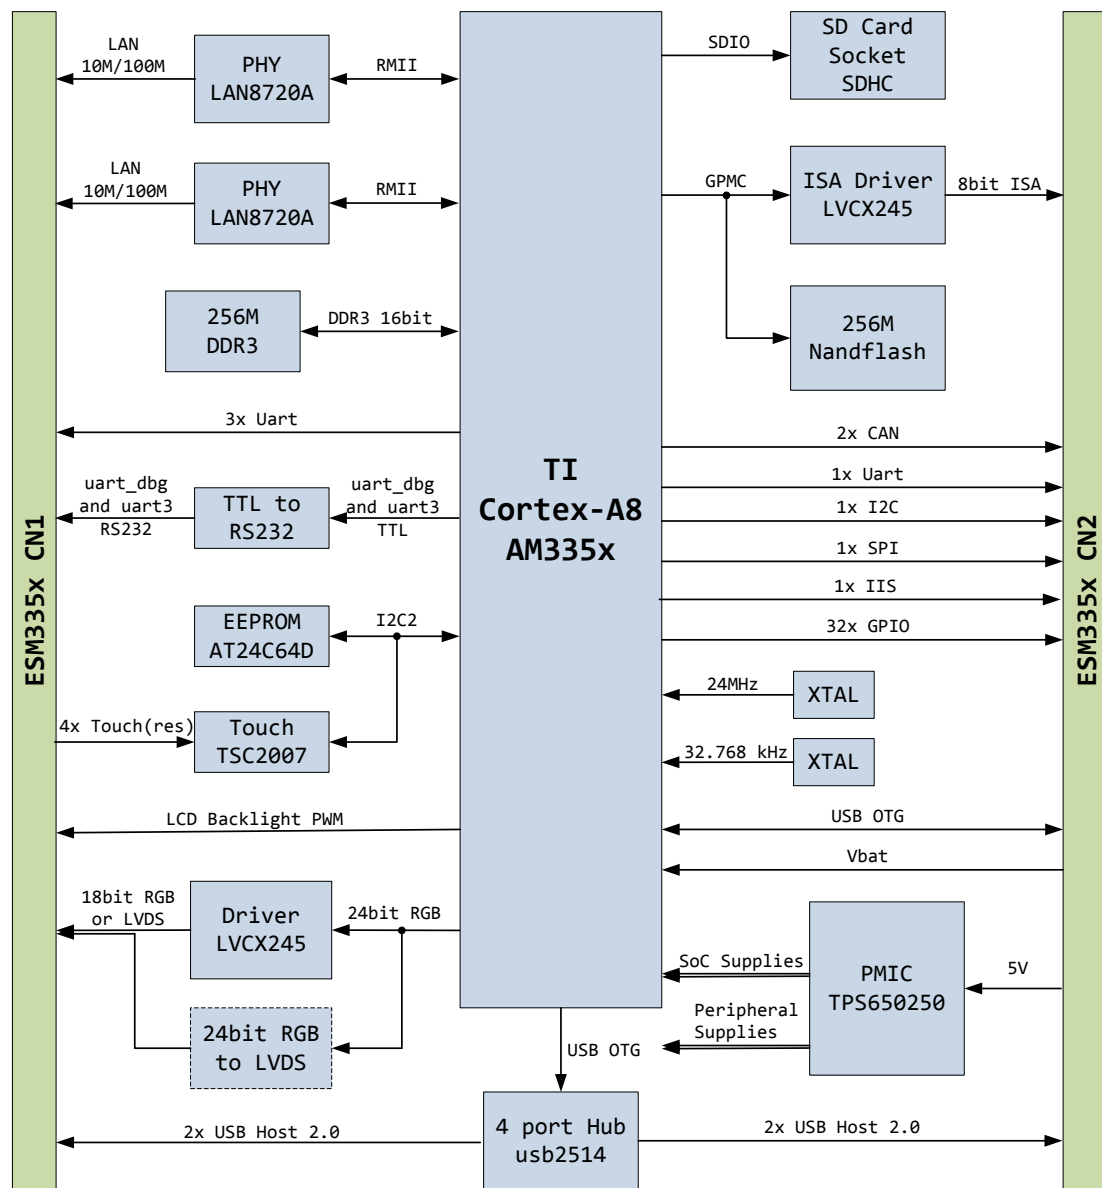 ESM335x CN1
LAN
10M/100M
PHY
LAN8720A
RMII
LAN
10M/100M
PHY
LAN8720A
RMII
256M
DDR3
DDR3 16bit
3x Uart
uart_dbg
and uart3
RS232
TTL to
RS232
uart_dbg
and uart3
TTL
EEPROM
AT24C64D
I2C2
4x Touch(res)
Touch
TSC2007
LCD Backlight PWM
18bit RGB
or LVDS
Driver
LVCX245
24bit RGB
24bit RGB
to LVDS
2x USB Host 2.0
TI
Cortex-A8
AM335x
USB OTG
4 port Hub
usb2514
SDIO
SD Card
Socket
SDHC
GPMC
ISA Driver
LVCX245
8bit ISA
256M
Nandflash
2x CAN
1x Uart
1x I2C
1x SPI
1x IIS
32x GPIO
24MHz
XTAL
32.768 kHz
XTAL
USB OTG
Vbat
SoC Supplies
Peripheral
Supplies
PMIC
TPS650250
5V
2x USB Host 2.0
ESM335x CN2